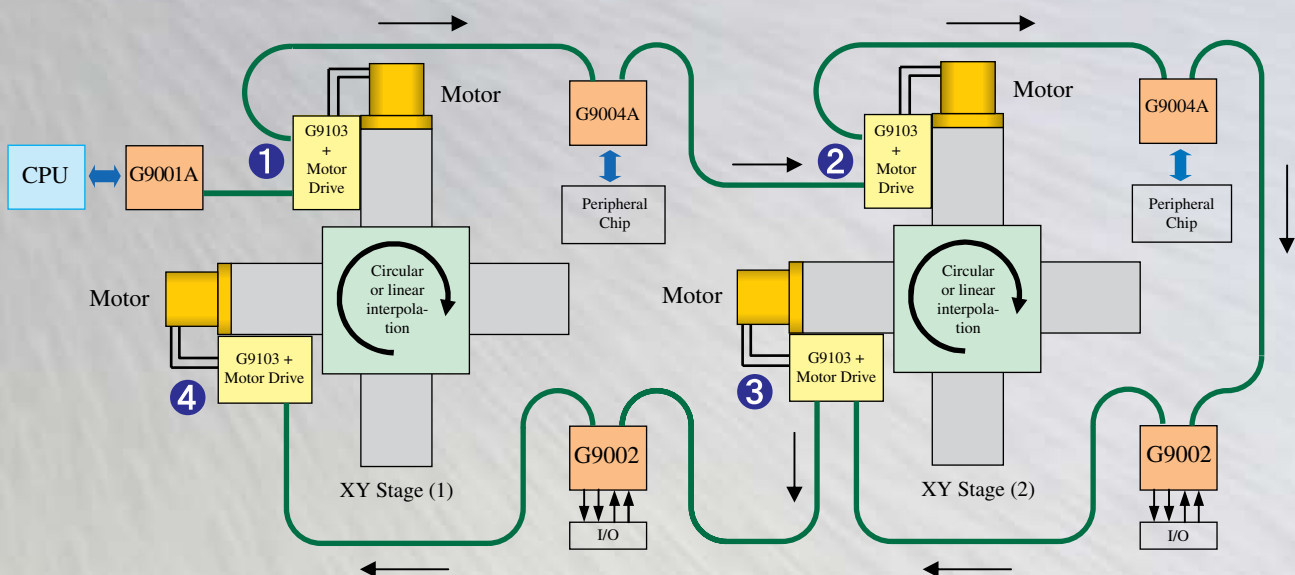 Motor
G9004A
Motor
G9004A
G9103
+
Motor
Drive
1
G9103
+
Motor
Drive
2
CPU
G9001A
Peripheral
Chip
Peripheral
Chip
Motor
Circular
or linear
interpola-
tion
Motor
Circular
or linear
interpola-
tion
G9103 +
Motor Drive
4
G9103 +
Motor Drive
3
G9002
G9002
XY Stage (1)
XY Stage (2)
I/O
I/O